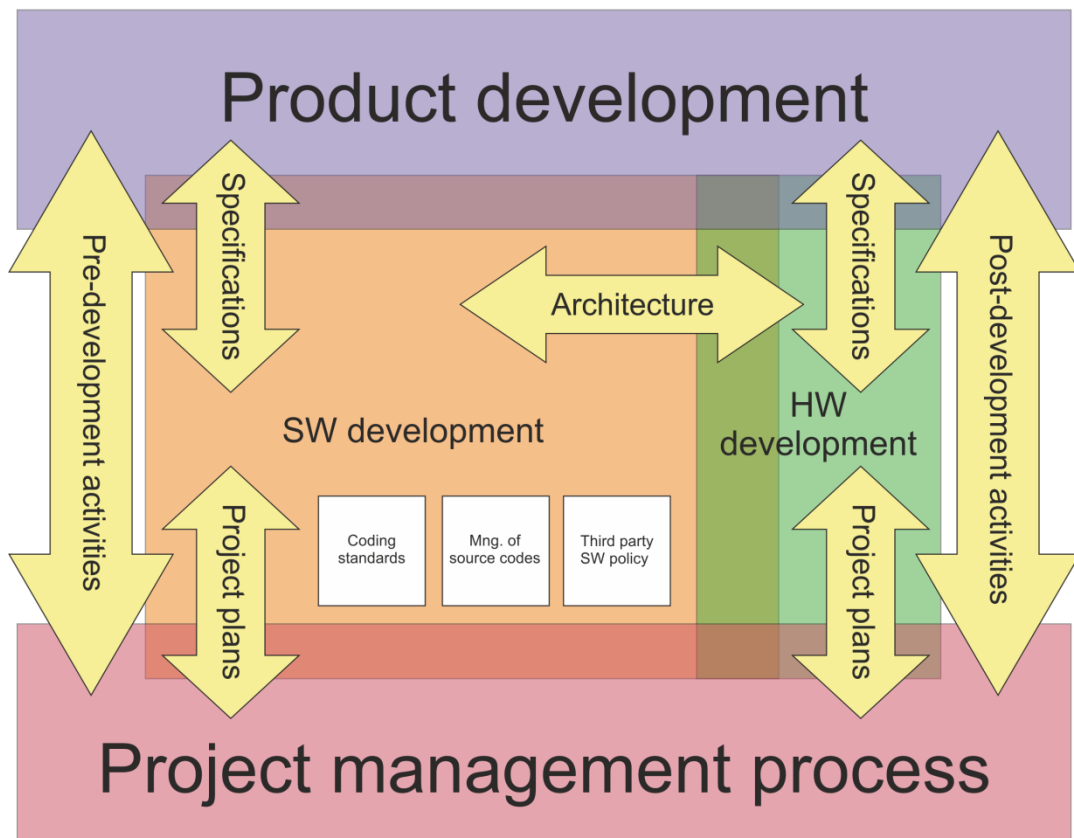 Product development
Pre-development activities
Specifications
Specifications
Post-development activities
Architecture
SW development
HW
development
Coding
standards
Mng. of
source codes
Third party
SW policy
Project plans
Project plans
Project management process